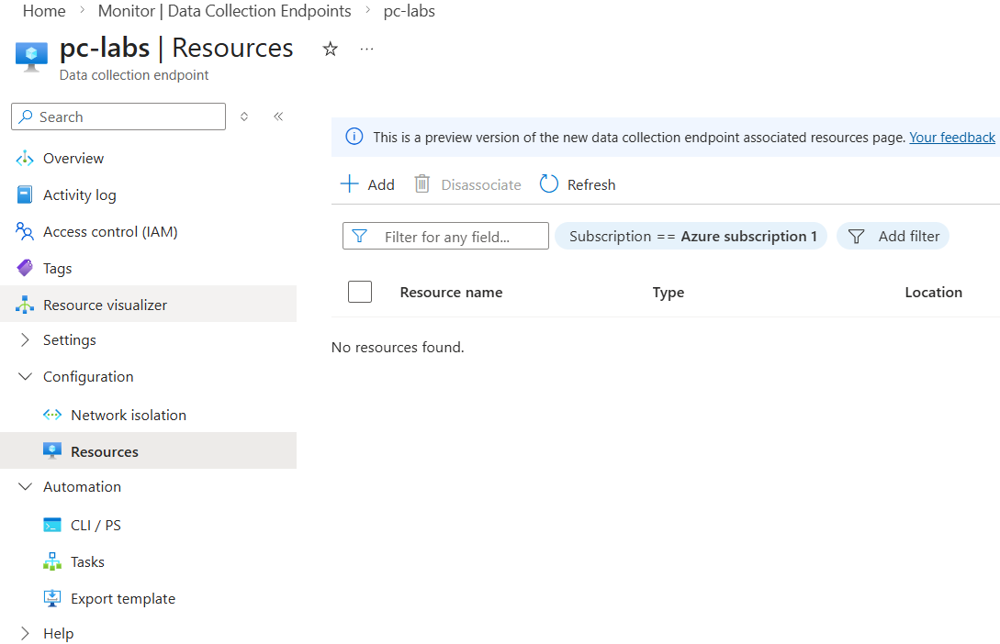 Home > Monitor | Data Collection Endpoints > pc-labs
pc-labs | Resources
Data collection endpoint
Search
Overview
Activity log
Access control (IAM)
Tags
Resource visualizer
Settings
Configuration
Network isolation
Resources
Automation
CLI / PS
Tasks
Export template
Help
This is a preview version of the new data collection endpoint associated resources page. Your feedback
Add Disassociate Refresh
Filter for any field... Subscription == Azure subscription 1 Add filter
Resource name Type Location
No resources found.